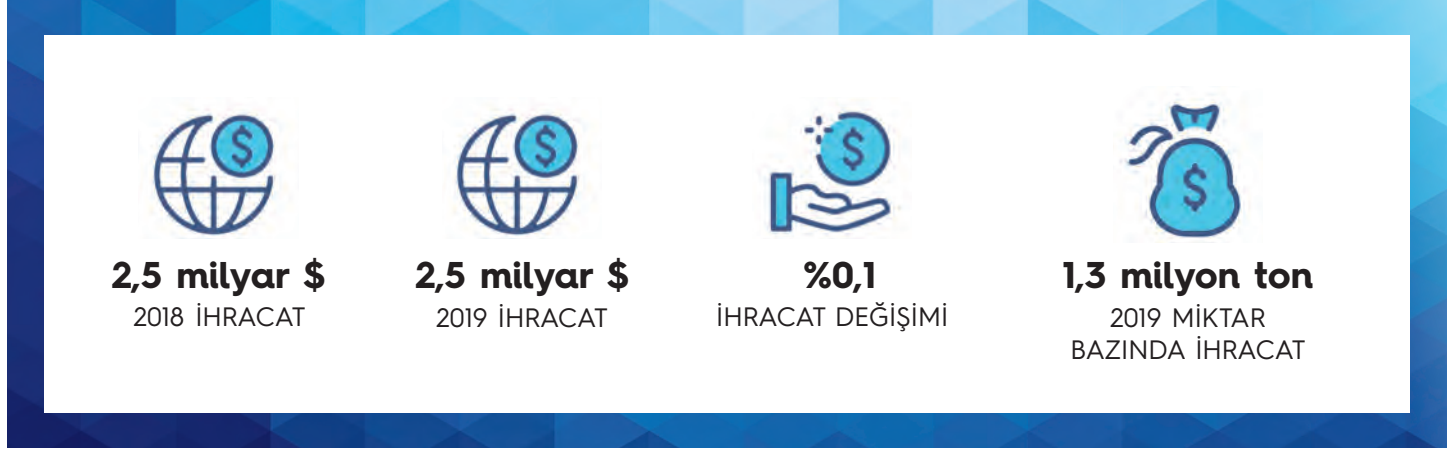 $
$
$
$
2,5 milyar $
2018 İHRACAT
2,5 milyar $
2019 İHRACAT
%0,1
İHRACAT DEĞİŞİMİ
1,3 milyon ton
2019 MİKTAR
BAZINDA İHRACAT